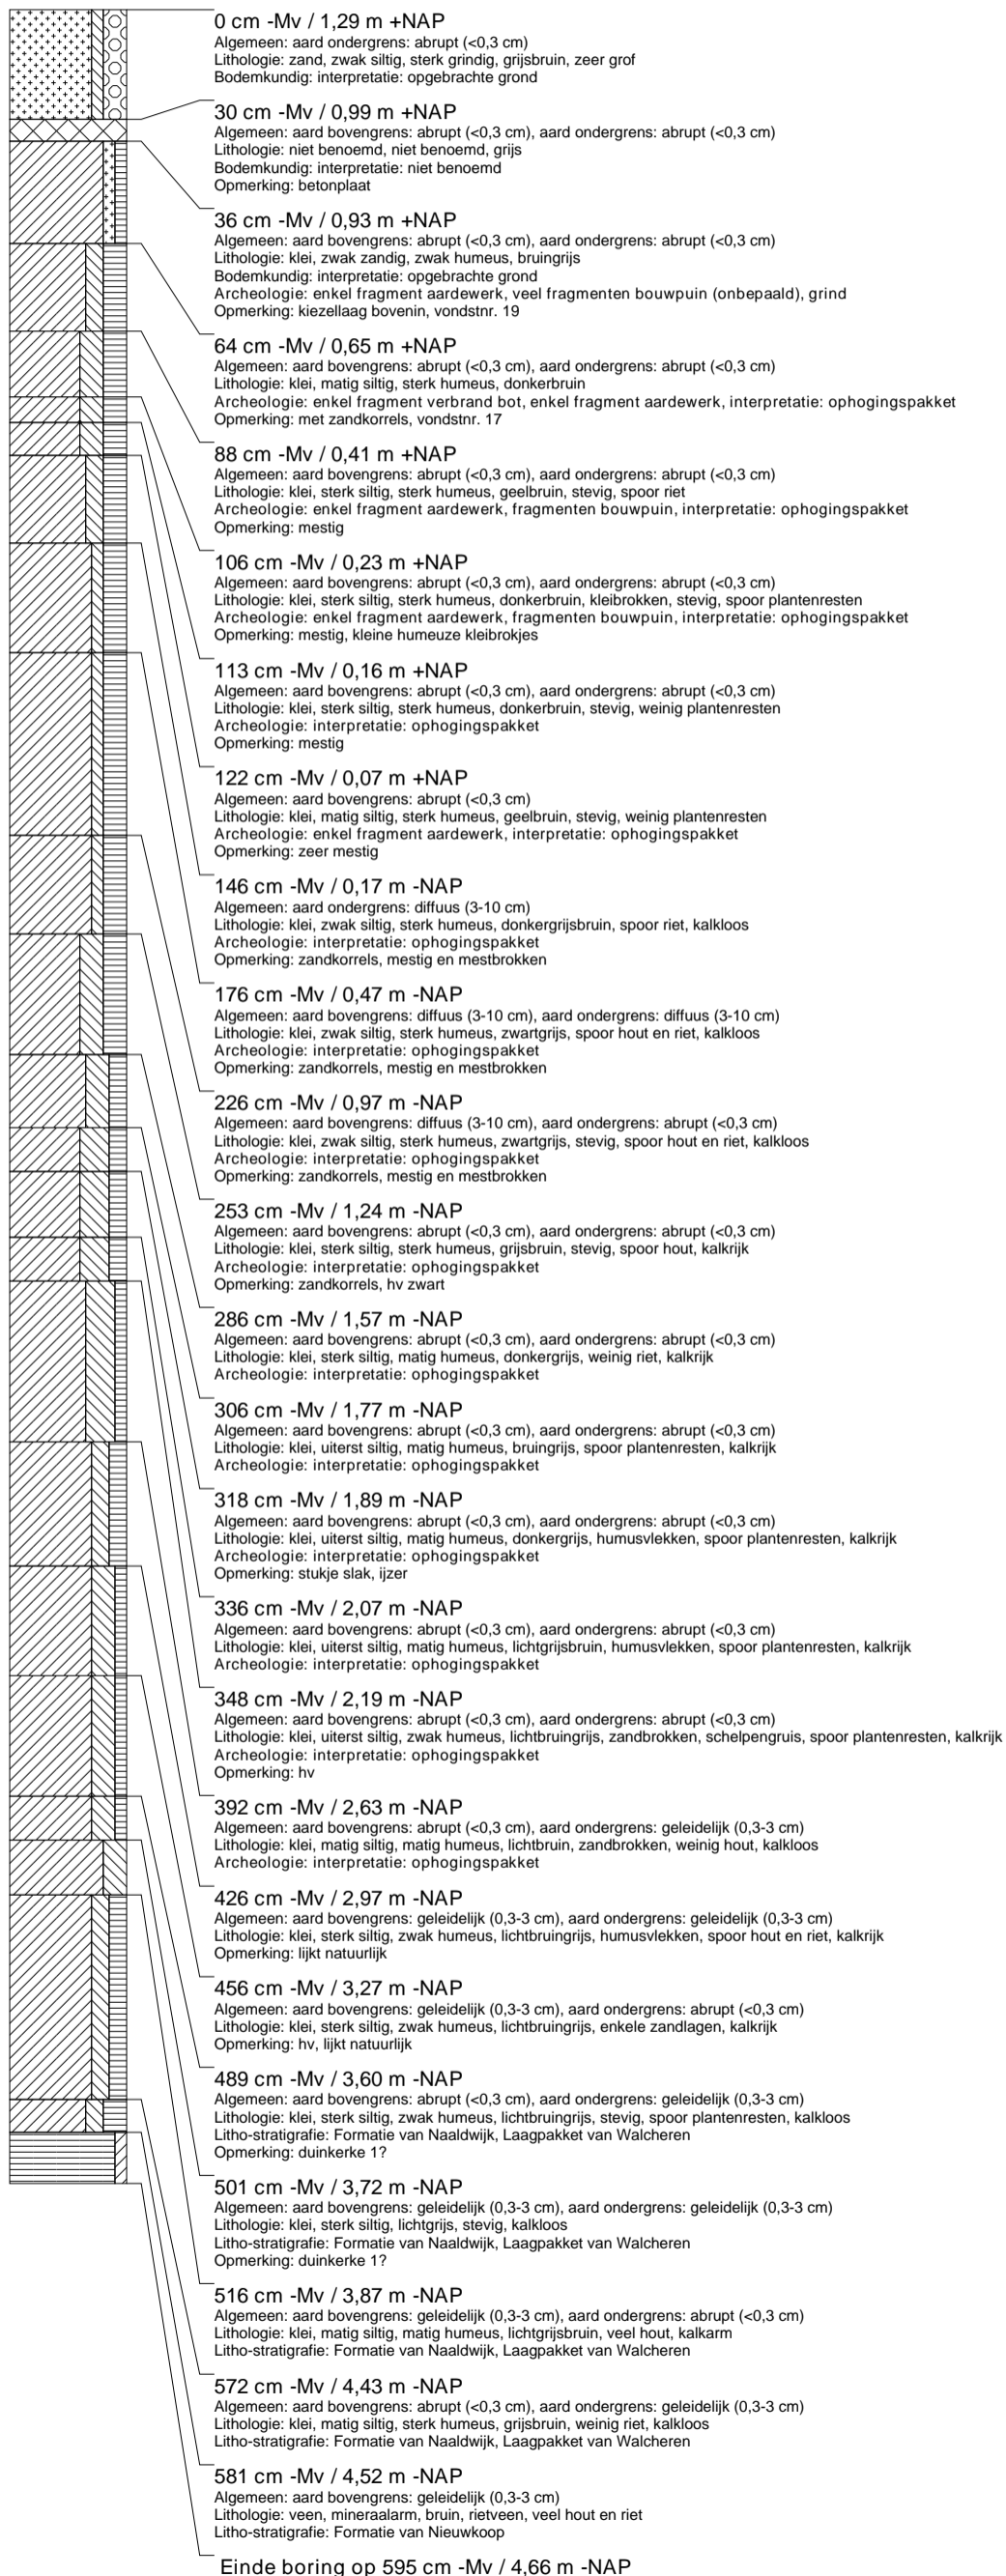 0 cm -Mv / 1,29 m +NAP
Algemeen: aard ondergrens: abrupt (<0,3 cm)
Lithologie: zand, zwak siltig, sterk grindig, grijsbruin, zeer grof
Bodemkundig: interpretatie: opgebrachte grond
30 cm -Mv / 0,99 m +NAP
Algemeen: aard bovengrens: abrupt (<0,3 cm), aard ondergrens: abrupt (<0,3 cm)
Lithologie: niet benoemd, niet benoemd, grijs
Bodemkundig: interpretatie: niet benoemd
Opmerking: betonplaat
36 cm -Mv / 0,93 m +NAP
Algemeen: aard bovengrens: abrupt (<0,3 cm), aard ondergrens: abrupt (<0,3 cm)
Lithologie: klei, zwak zandig, zwak humeus, bruingrijs
Bodemkundig: interpretatie: opgebrachte grond
Archeologie: enkel fragment aardewerk, veel fragmenten bouwpuin (onbepaald), grind
Opmerking: kiezellaag bovenin, vondstnr. 19
64 cm -Mv / 0,65 m +NAP
Algemeen: aard bovengrens: abrupt (<0,3 cm), aard ondergrens: abrupt (<0,3 cm)
Lithologie: klei, matig siltig, sterk humeus, donkerbruin
Archeologie: enkel fragment verbrand bot, enkel fragment aardewerk, interpretatie: ophogingspakket
Opmerking: met zandkorrels, vondstnr. 17
88 cm -Mv / 0,41 m +NAP
Algemeen: aard bovengrens: abrupt (<0,3 cm), aard ondergrens: abrupt (<0,3 cm)
Lithologie: klei, sterk siltig, sterk humeus, geelbruin, stevig, spoor riet
Archeologie: enkel fragment aardewerk, fragmenten bouwpuin, interpretatie: ophogingspakket
Opmerking: mestig
106 cm -Mv / 0,23 m +NAP
Algemeen: aard bovengrens: abrupt (<0,3 cm), aard ondergrens: abrupt (<0,3 cm)
Lithologie: klei, sterk siltig, sterk humeus, donkerbruin, kleibrokken, stevig, spoor plantenresten
Archeologie: enkel fragment aardewerk, fragmenten bouwpuin, interpretatie: ophogingspakket
Opmerking: mestig, kleine humeuze kleibrokjes
113 cm -Mv / 0,16 m +NAP
Algemeen: aard bovengrens: abrupt (<0,3 cm), aard ondergrens: abrupt (<0,3 cm)
Lithologie: klei, sterk siltig, sterk humeus, donkerbruin, stevig, weinig plantenresten
Archeologie: interpretatie: ophogingspakket
Opmerking: mestig
122 cm -Mv / 0,07 m +NAP
Algemeen: aard bovengrens: abrupt (<0,3 cm)
Lithologie: klei, matig siltig, sterk humeus, geelbruin, stevig, weinig plantenresten
Archeologie: enkel fragment aardewerk, interpretatie: ophogingspakket
Opmerking: zeer mestig
146 cm -Mv / 0,17 m -NAP
Algemeen: aard ondergrens: diffuus (3-10 cm)
Lithologie: klei, zwak siltig, sterk humeus, donkergrijsbruin, spoor riet, kalkloos
Archeologie: interpretatie: ophogingspakket
Opmerking: zandkorrels, mestig en mestbrokken
176 cm -Mv / 0,47 m -NAP
Algemeen: aard bovengrens: diffuus (3-10 cm), aard ondergrens: diffuus (3-10 cm)
Lithologie: klei, zwak siltig, sterk humeus, zwartgrijs, spoor hout en riet, kalkloos
Archeologie: interpretatie: ophogingspakket
Opmerking: zandkorrels, mestig en mestbrokken
226 cm -Mv / 0,97 m -NAP
Algemeen: aard bovengrens: diffuus (3-10 cm), aard ondergrens: abrupt (<0,3 cm)
Lithologie: klei, zwak siltig, sterk humeus, zwartgrijs, stevig, spoor hout en riet, kalkloos
Archeologie: interpretatie: ophogingspakket
Opmerking: zandkorrels, mestig en mestbrokken
253 cm -Mv / 1,24 m -NAP
Algemeen: aard bovengrens: abrupt (<0,3 cm), aard ondergrens: abrupt (<0,3 cm)
Lithologie: klei, sterk siltig, sterk humeus, grijsbruin, stevig, spoor hout, kalkrijk
Archeologie: interpretatie: ophogingspakket
Opmerking: zandkorrels, hv zwart
286 cm -Mv / 1,57 m -NAP
Algemeen: aard bovengrens: abrupt (<0,3 cm), aard ondergrens: abrupt (<0,3 cm)
Lithologie: klei, sterk siltig, matig humeus, donkergrijs, weinig riet, kalkrijk
Archeologie: interpretatie: ophogingspakket
306 cm -Mv / 1,77 m -NAP
Algemeen: aard bovengrens: abrupt (<0,3 cm), aard ondergrens: abrupt (<0,3 cm)
Lithologie: klei, uiterst siltig, matig humeus, bruingrijs, spoor plantenresten, kalkrijk
Archeologie: interpretatie: ophogingspakket
318 cm -Mv / 1,89 m -NAP
Algemeen: aard bovengrens: abrupt (<0,3 cm), aard ondergrens: abrupt (<0,3 cm)
Lithologie: klei, uiterst siltig, matig humeus, donkergrijs, humusvlekken, spoor plantenresten, kalkrijk
Archeologie: interpretatie: ophogingspakket
Opmerking: stukje slak, ijzer
336 cm -Mv / 2,07 m -NAP
Algemeen: aard bovengrens: abrupt (<0,3 cm), aard ondergrens: abrupt (<0,3 cm)
Lithologie: klei, uiterst siltig, matig humeus, lichtgrijsbruin, humusvlekken, spoor plantenresten, kalkrijk
Archeologie: interpretatie: ophogingspakket
348 cm -Mv / 2,19 m -NAP
Algemeen: aard bovengrens: abrupt (<0,3 cm), aard ondergrens: abrupt (<0,3 cm)
Lithologie: klei, uiterst siltig, zwak humeus, lichtbruingrijs, zandbrokken, schelpengruis, spoor plantenresten, kalkrijk
Archeologie: interpretatie: ophogingspakket
Opmerking: hv
392 cm -Mv / 2,63 m -NAP
Algemeen: aard bovengrens: abrupt (<0,3 cm), aard ondergrens: geleidelijk (0,3-3 cm)
Lithologie: klei, matig siltig, matig humeus, lichtbruin, zandbrokken, weinig hout, kalkloos
Archeologie: interpretatie: ophogingspakket
426 cm -Mv / 2,97 m -NAP
Algemeen: aard bovengrens: geleidelijk (0,3-3 cm), aard ondergrens: geleidelijk (0,3-3 cm)
Lithologie: klei, sterk siltig, zwak humeus, lichtbruingrijs, humusvlekken, spoor hout en riet, kalkrijk
Opmerking: lijkt natuurlijk
456 cm -Mv / 3,27 m -NAP
Algemeen: aard bovengrens: geleidelijk (0,3-3 cm), aard ondergrens: abrupt (<0,3 cm)
Lithologie: klei, sterk siltig, zwak humeus, lichtbruingrijs, enkele zandlagen, kalkrijk
Opmerking: hv, lijkt natuurlijk
489 cm -Mv / 3,60 m -NAP
Algemeen: aard bovengrens: abrupt (<0,3 cm), aard ondergrens: geleidelijk (0,3-3 cm)
Lithologie: klei, sterk siltig, zwak humeus, lichtbruingrijs, stevig, spoor plantenresten, kalkloos
Litho-stratigrafie: Formatie van Naaldwijk, Laagpakket van Walcheren
Opmerking: duinkerke 1?
501 cm -Mv / 3,72 m -NAP
Algemeen: aard bovengrens: geleidelijk (0,3-3 cm), aard ondergrens: geleidelijk (0,3-3 cm)
Lithologie: klei, sterk siltig, lichtgrijs, stevig, kalkloos
Litho-stratigrafie: Formatie van Naaldwijk, Laagpakket van Walcheren
Opmerking: duinkerke 1?
516 cm -Mv / 3,87 m -NAP
Algemeen: aard bovengrens: geleidelijk (0,3-3 cm), aard ondergrens: abrupt (<0,3 cm)
Lithologie: klei, matig siltig, matig humeus, lichtgrijsbruin, veel hout, kalkarm
Litho-stratigrafie: Formatie van Naaldwijk, Laagpakket van Walcheren
572 cm -Mv / 4,43 m -NAP
Algemeen: aard bovengrens: abrupt (<0,3 cm), aard ondergrens: geleidelijk (0,3-3 cm)
Lithologie: klei, matig siltig, sterk humeus, grijsbruin, weinig riet, kalkloos
Litho-stratigrafie: Formatie van Naaldwijk, Laagpakket van Walcheren
581 cm -Mv / 4,52 m -NAP
Algemeen: aard bovengrens: geleidelijk (0,3-3 cm)
Lithologie: veen, mineraalarm, bruin, rietveen, veel hout en riet
Litho-stratigrafie: Formatie van Nieuwkoop
Einde boring op 595 cm -Mv / 4,66 m -NAP